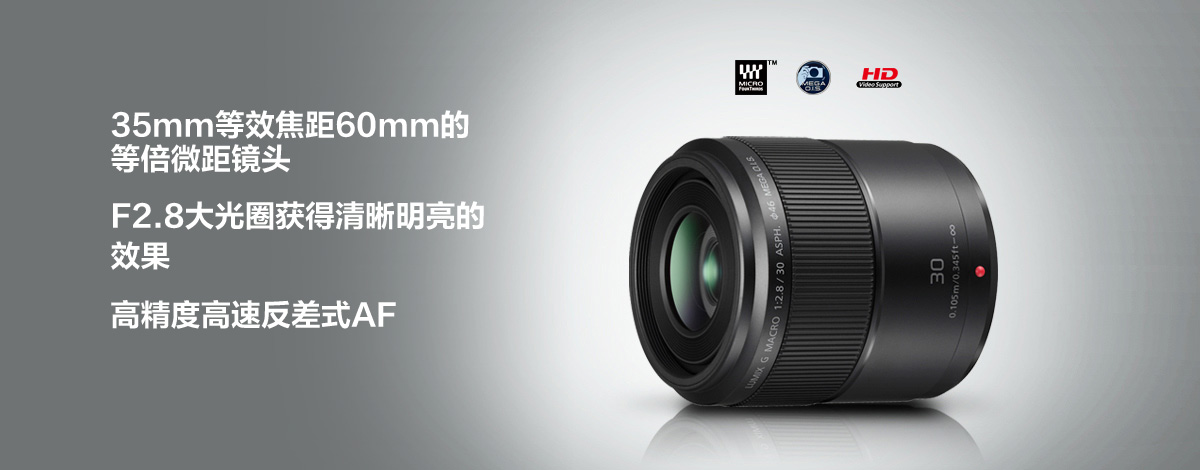 35mm等效焦距60mm的
等倍微距镜头
F2.8大光圈获得清晰明亮的
效果
高精度高速反差式AF
MICRO
FOURTHIRDS
TM
MEGA
O.I.S.
HD
Video Support
LUMIX G MACRO 1:2.8 / 30 ASPH. ⌀46 MEGA O.I.S.
30
0.105m/0.345ft-∞